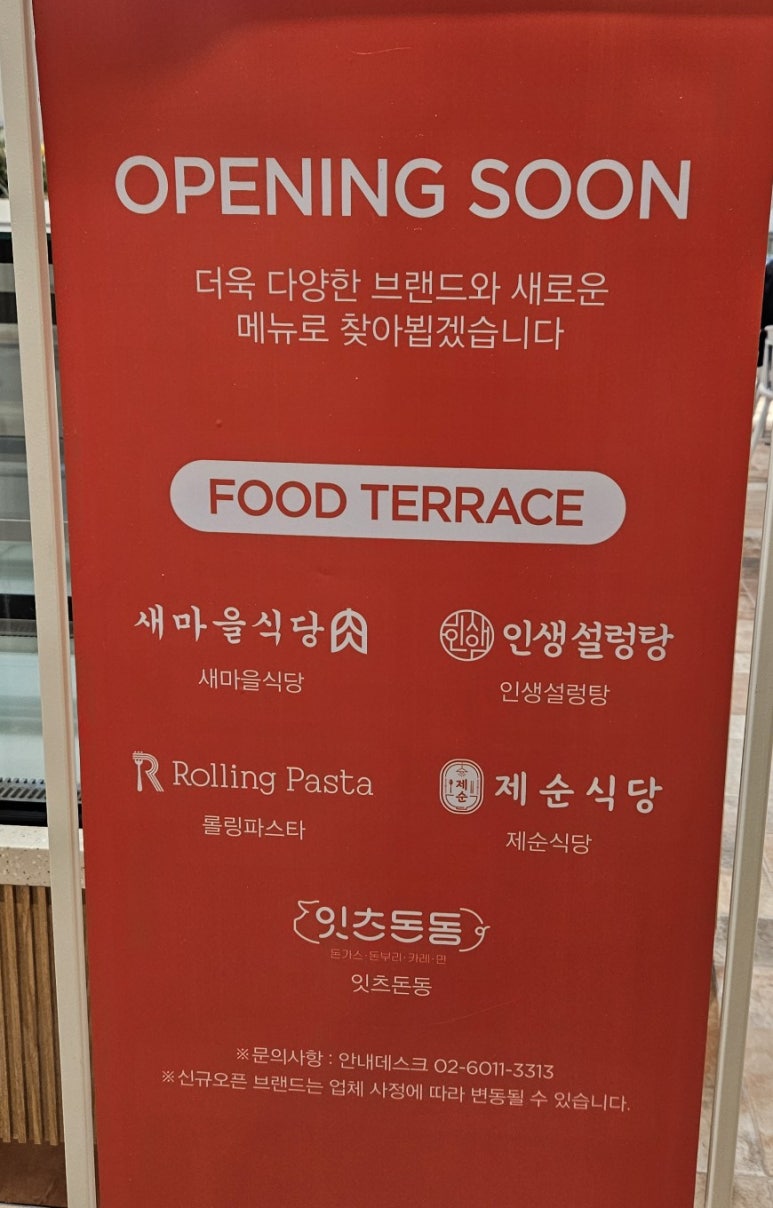 OPENING SOON
더욱 다양한 브랜드와 새로운
메뉴로 찾아뵙겠습니다
FOOD TERRACE
새마을식당
새마을식당
인생 인생설렁탕
인생설렁탕
R Rolling Pasta
롤링파스타
제순 제순식당
제순식당
잇츠돈동
돈가스·돈부리·카레·면
잇츠돈동
※문의사항 : 안내데스크 02-6011-3313
※신규오픈 브랜드는 업체 사정에 따라 변동될 수 있습니다.